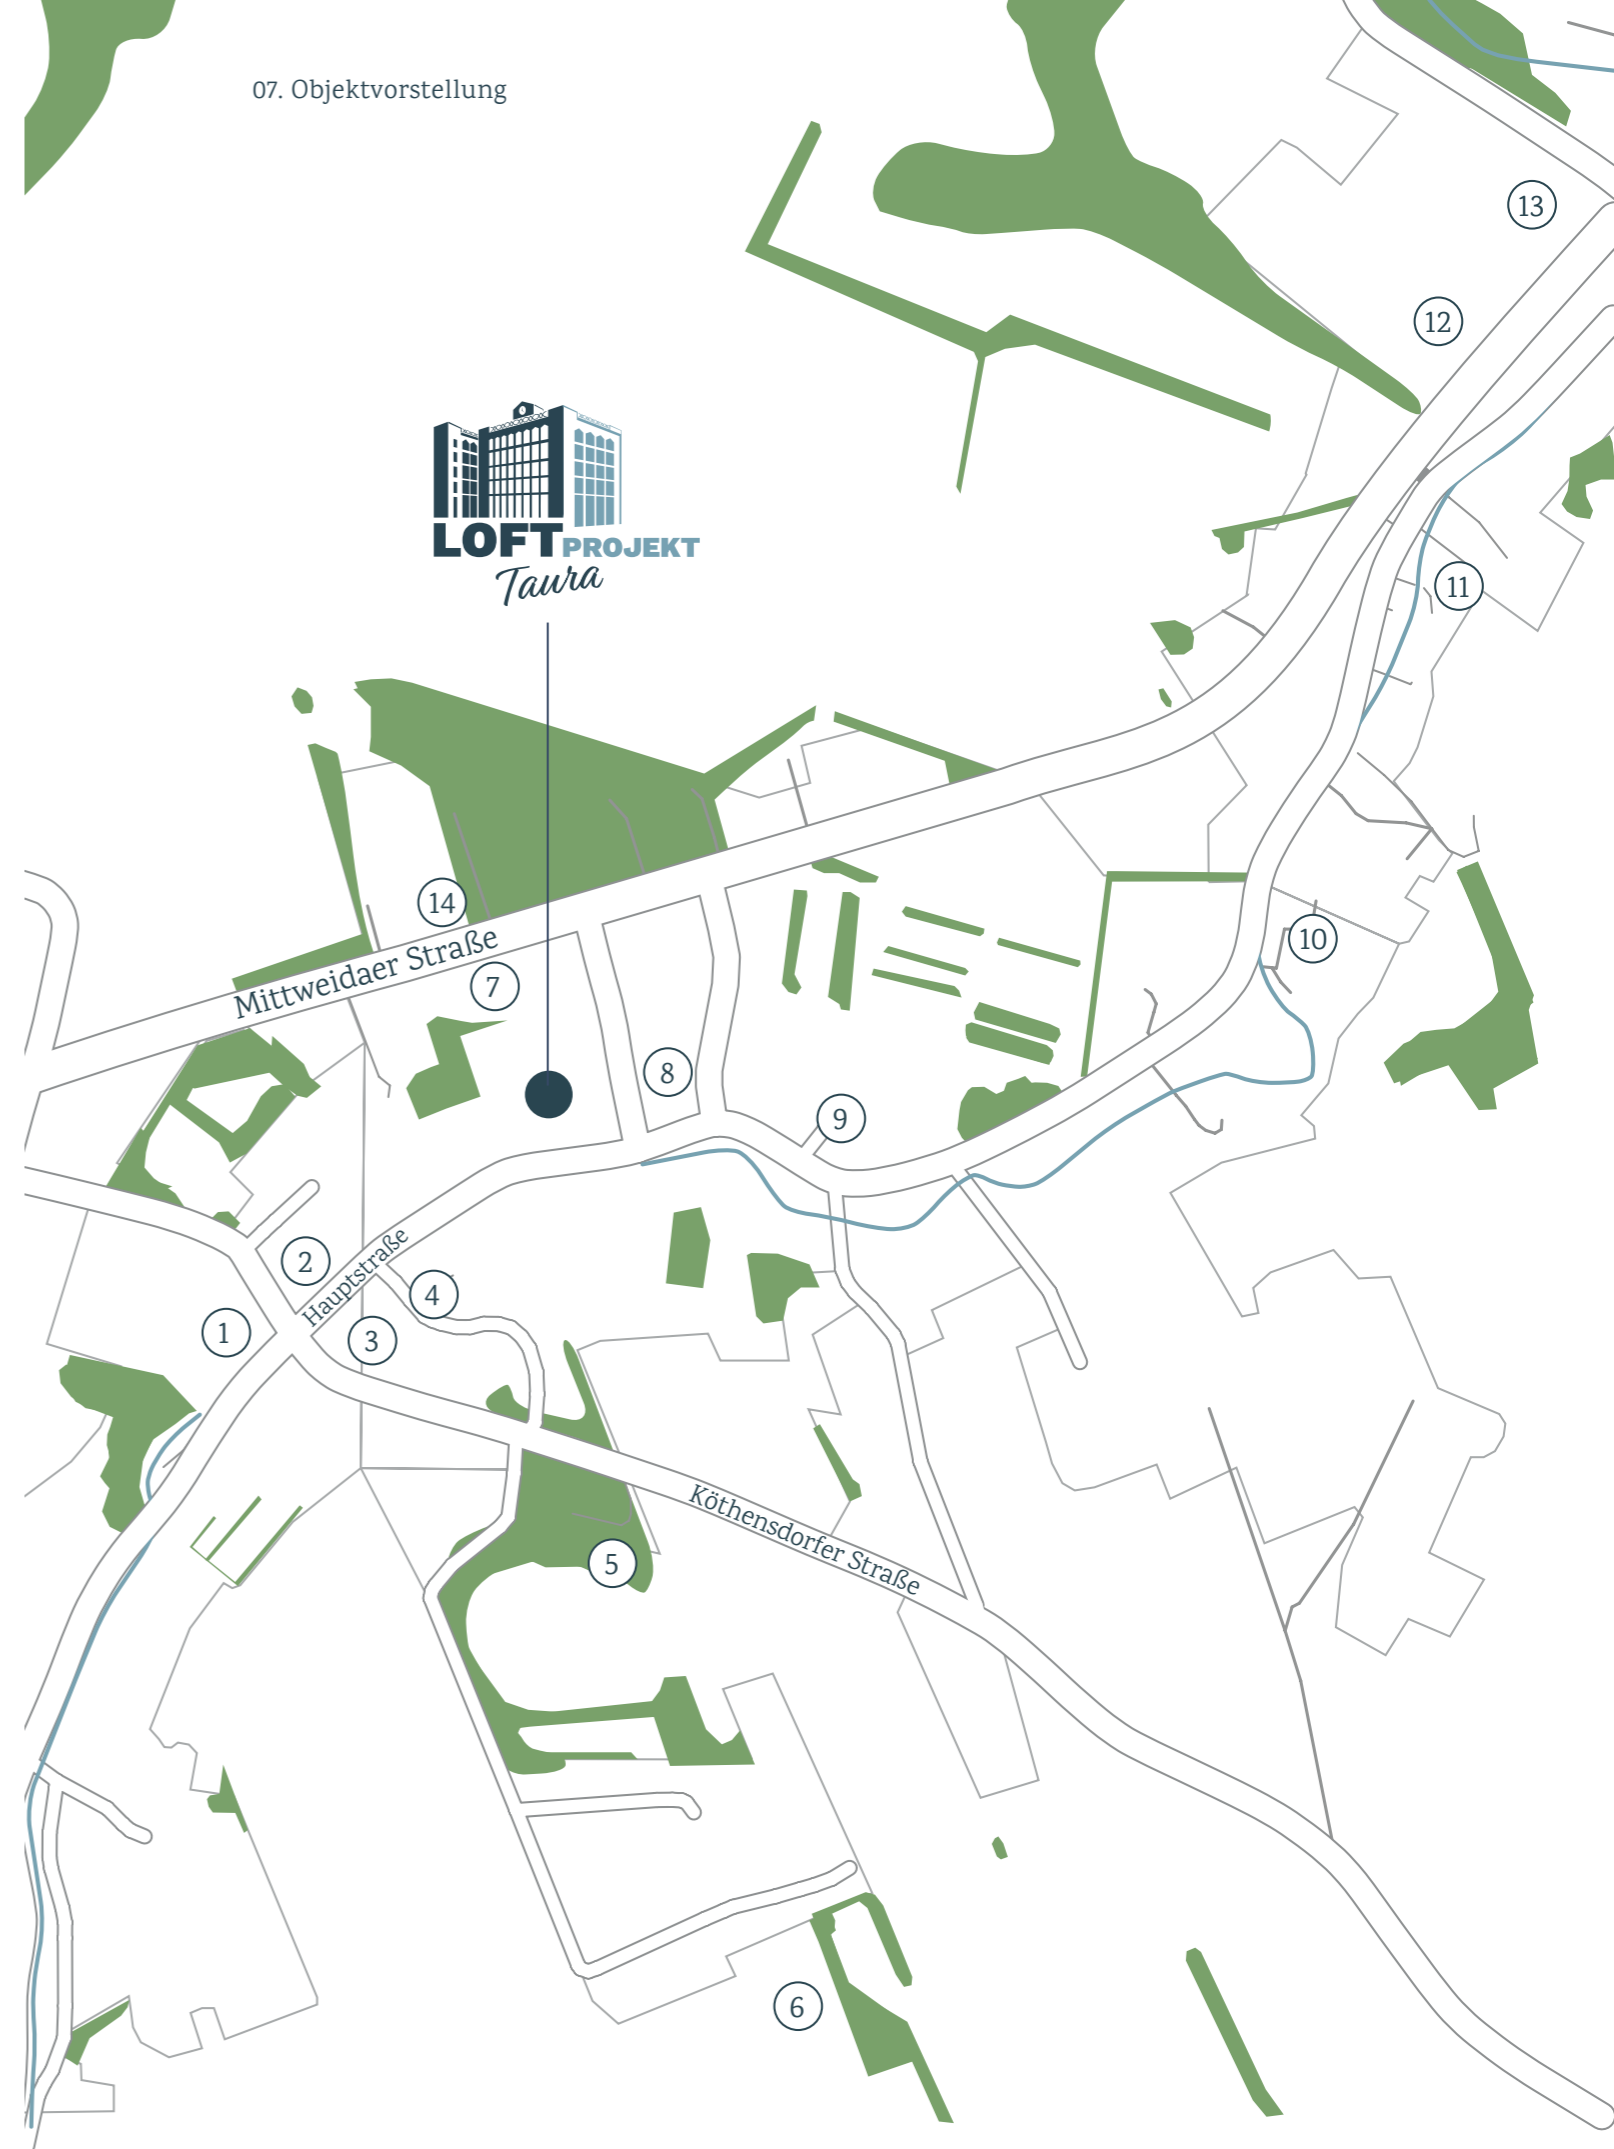 07. Objektvorstellung
13
12
LOFT PROJEKT
Taura
11
14
Mittweidaer Straße
7
10
8
9
2
Hauptstraße
4
1
3
Köthensdorfer Straße
5
6